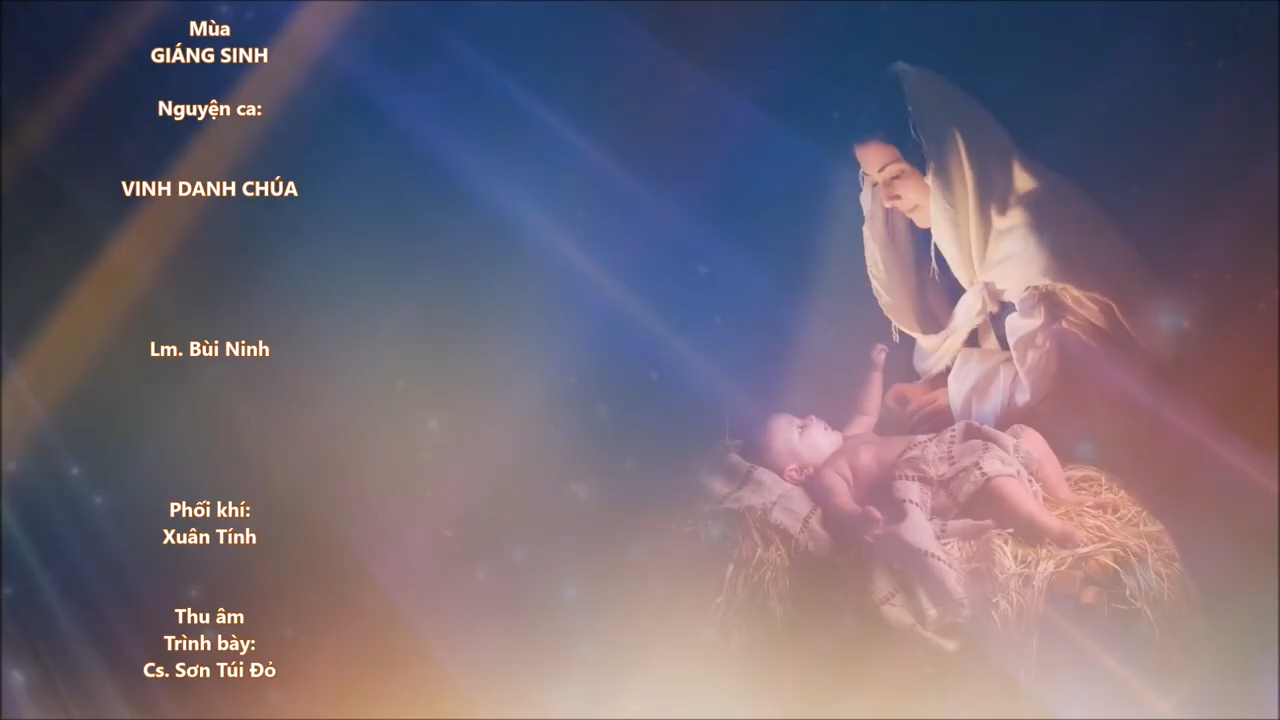 Mùa
GIÁNG SINH
Nguyện ca:
VINH DANH CHÚA
Lm. Bùi Ninh
Phối khí:
Xuân Tính
Thu âm
Trình bày:
Cs. Sơn Túi Đỏ